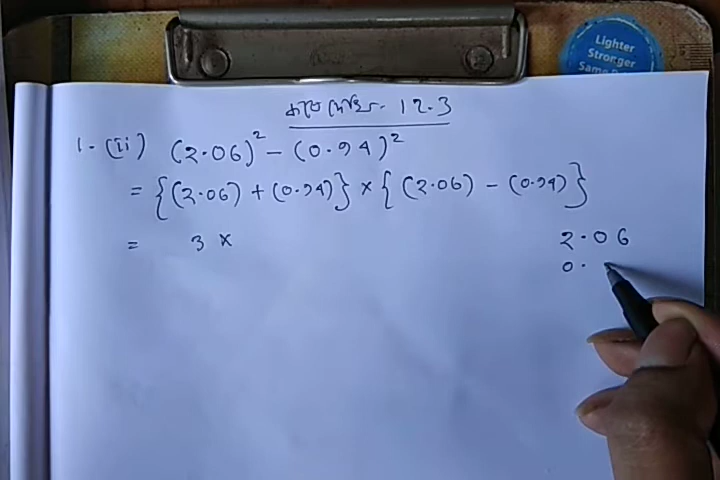 কষে দেখি - 12.3
1. (ii) (2.06)² - (0.94)²
= {(2.06) + (0.94)} × {(2.06) - (0.94)}
= 3 ×
2.06
0.
Lighter
Stronger
Same